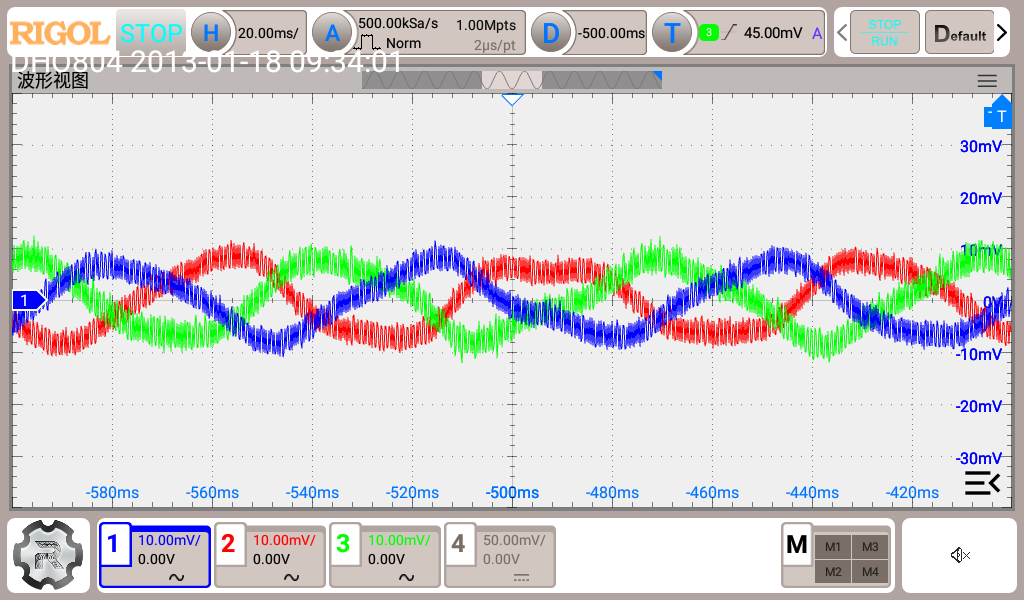 RIGOL STOP H 20.00ms/ A 500.00kSa/s 1.00Mpts D -500.00ms T 3 45.00mV A STOP Default
Norm 2µs/pt RUN
DHO804 2013-01-18 09:34:01
波形视图
T
30mV
20mV
10mV
1 0V
-10mV
-20mV
-30mV
-580ms -560ms -540ms -520ms -500ms -480ms -460ms -440ms -420ms
1 10.00mV/ 2 10.00mV/ 3 10.00mV/ 4 50.00mV/ M M1 M3
0.00V 0.00V 0.00V 0.00V M2 M4
R